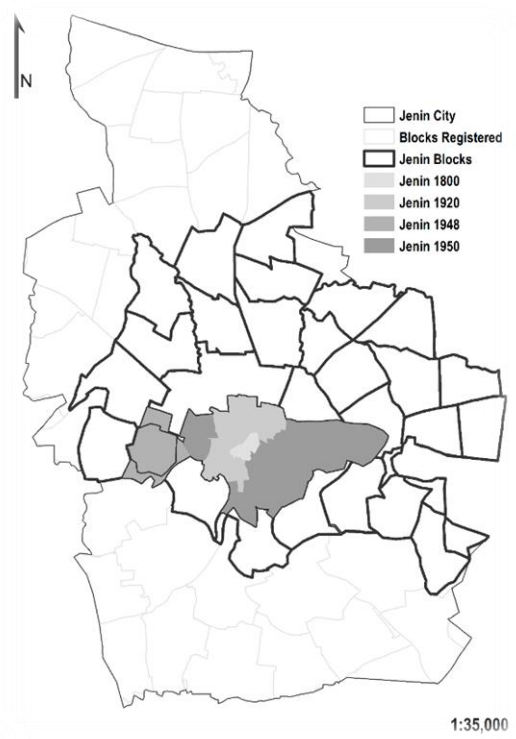 N
Jenin City
Blocks Registered
Jenin Blocks
Jenin 1800
Jenin 1920
Jenin 1948
Jenin 1950
1:35,000